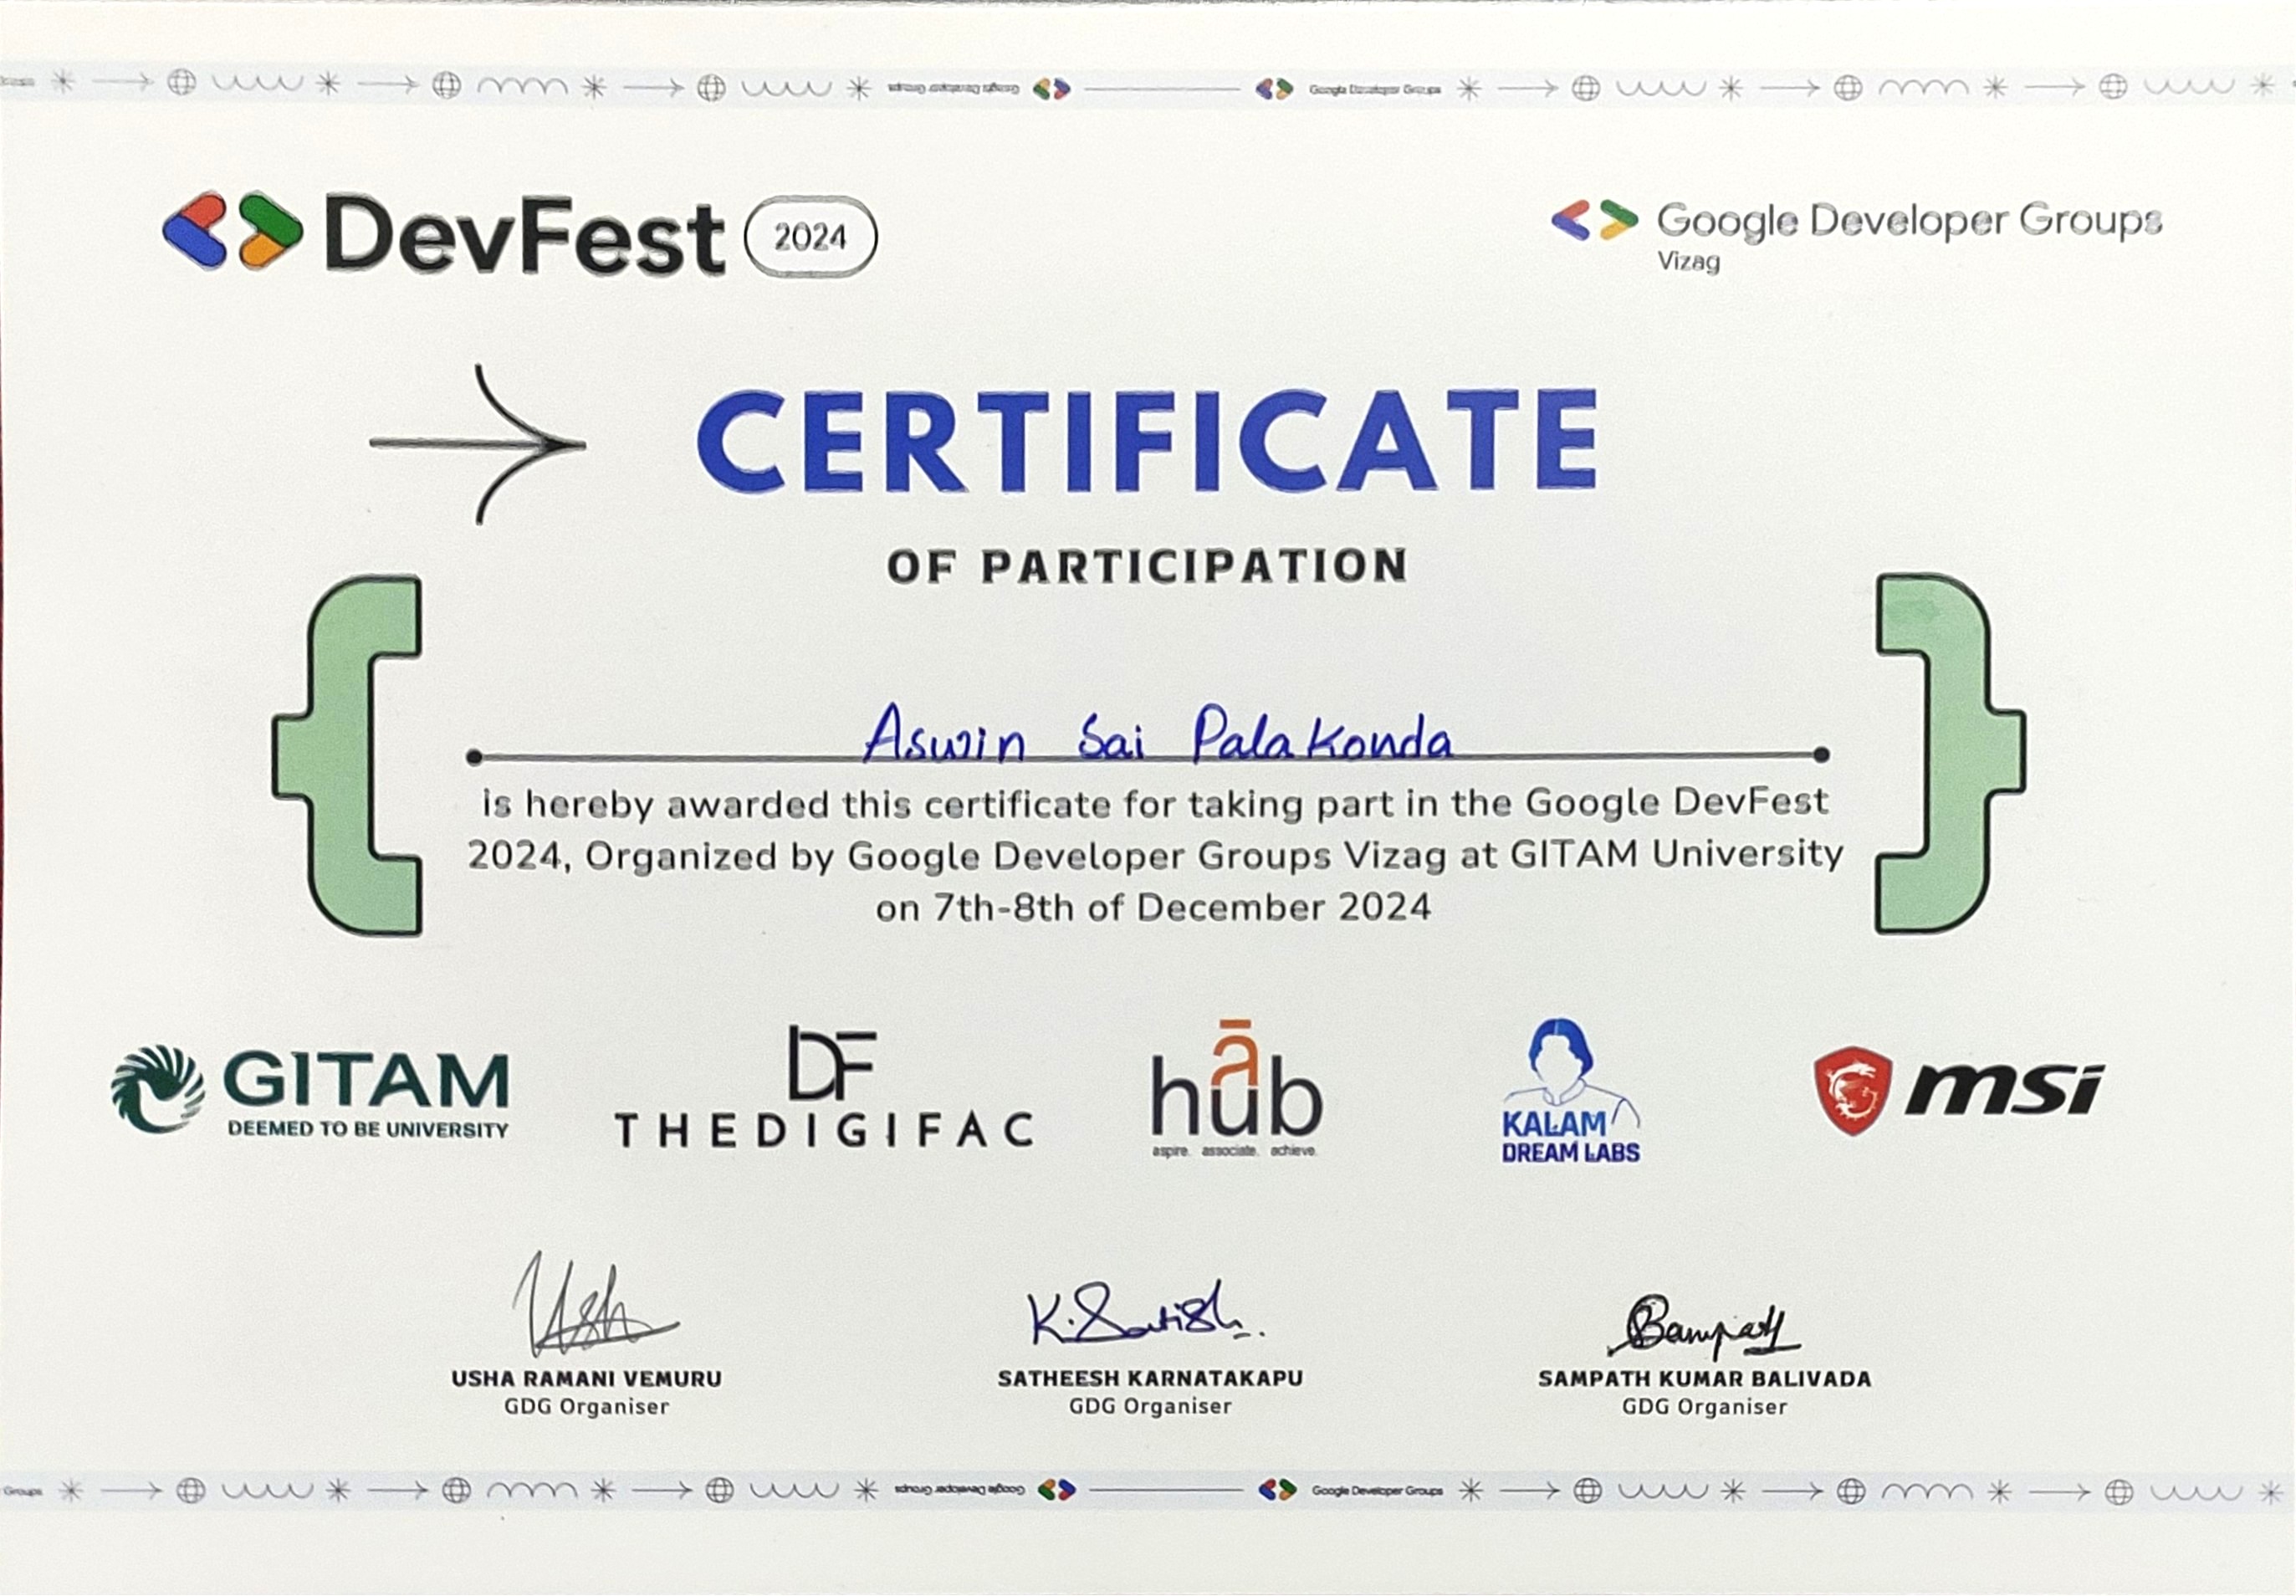 Google Developer Groups Google Developer Groups
DevFest 2024
Google Developer Groups
Vizag
CERTIFICATE
OF PARTICIPATION
Aswin Sai Palakonda
is hereby awarded this certificate for taking part in the Google DevFest
2024, Organized by Google Developer Groups Vizag at GITAM University
on 7th-8th of December 2024
GITAM
DEEMED TO BE UNIVERSITY
DF
THEDIGIFAC
a
hub
aspire. associate. achieve.
KALAM
DREAM LABS
msi
Usha
K. Satish
Sampath
USHA RAMANI VEMURU
GDG Organiser
SATHEESH KARNATAKAPU
GDG Organiser
SAMPATH KUMAR BALIVADA
GDG Organiser
Groups Google Developer Groups Google Developer Groups